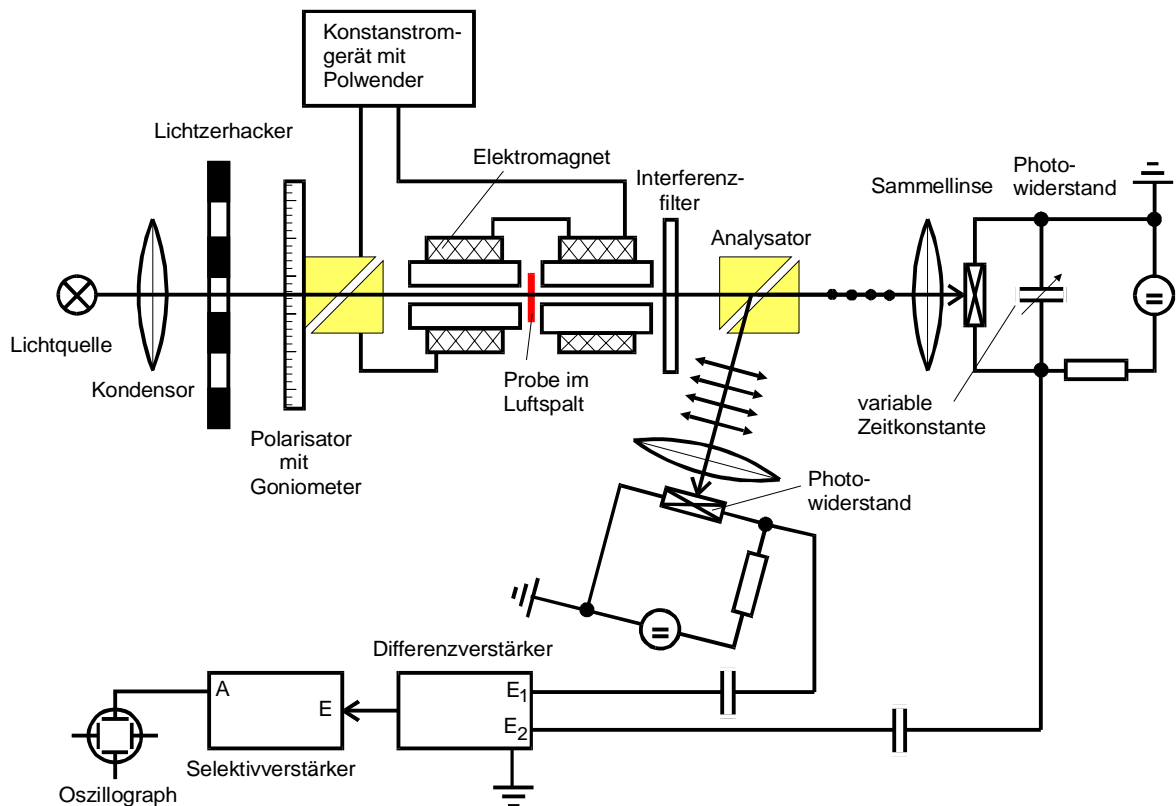 Konstanstrom-
gerät mit
Polwender
Lichtzerhacker
Elektromagnet
Interferenz-
filter
Analysator
Sammellinse
Photo-
widerstand
Lichtquelle
Kondensor
Polarisator
mit
Goniometer
Probe im
Luftspalt
variable
Zeitkonstante
Photo-
widerstand
Differenzverstärker
A
E
E1
E2
Selektivverstärker
Oszillograph